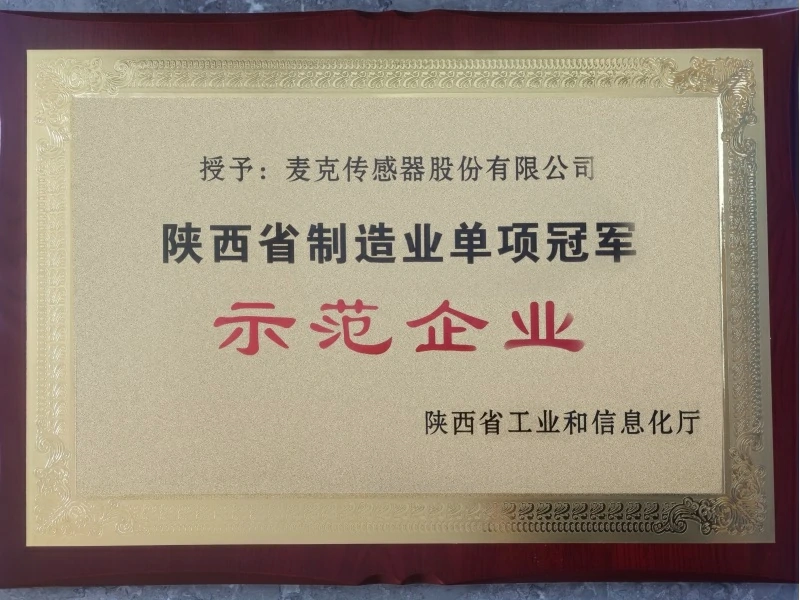 授予：麦克传感器股份有限公司
陕西省制造业单项冠军
示范企业
陕西省工业和信息化厅